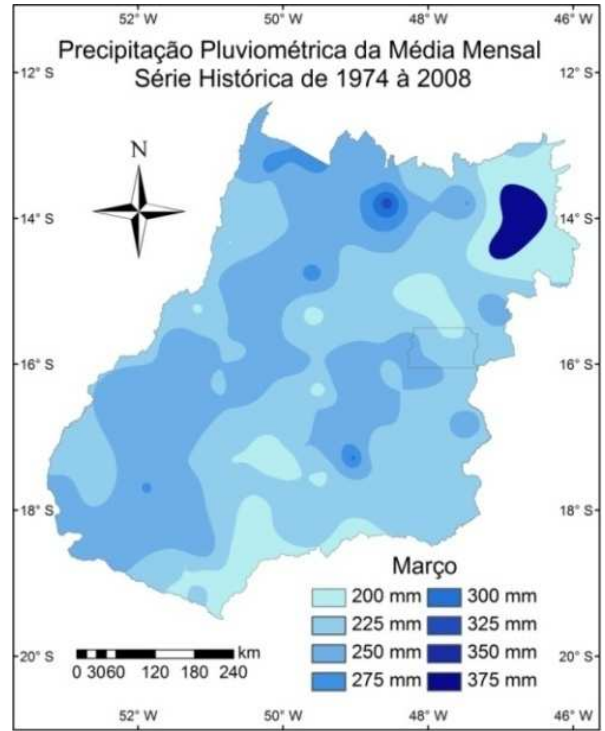 52° W 50° W 48° W 46° W
Precipitação Pluviométrica da Média Mensal
Série Histórica de 1974 à 2008
12° S 12° S
N
14° S 14° S
16° S 16° S
18° S 18° S
Março
200 mm 300 mm
225 mm 325 mm
250 mm 350 mm
275 mm 375 mm
km
0 3060 120 180 240
20° S 20° S
52° W 50° W 48° W 46° W